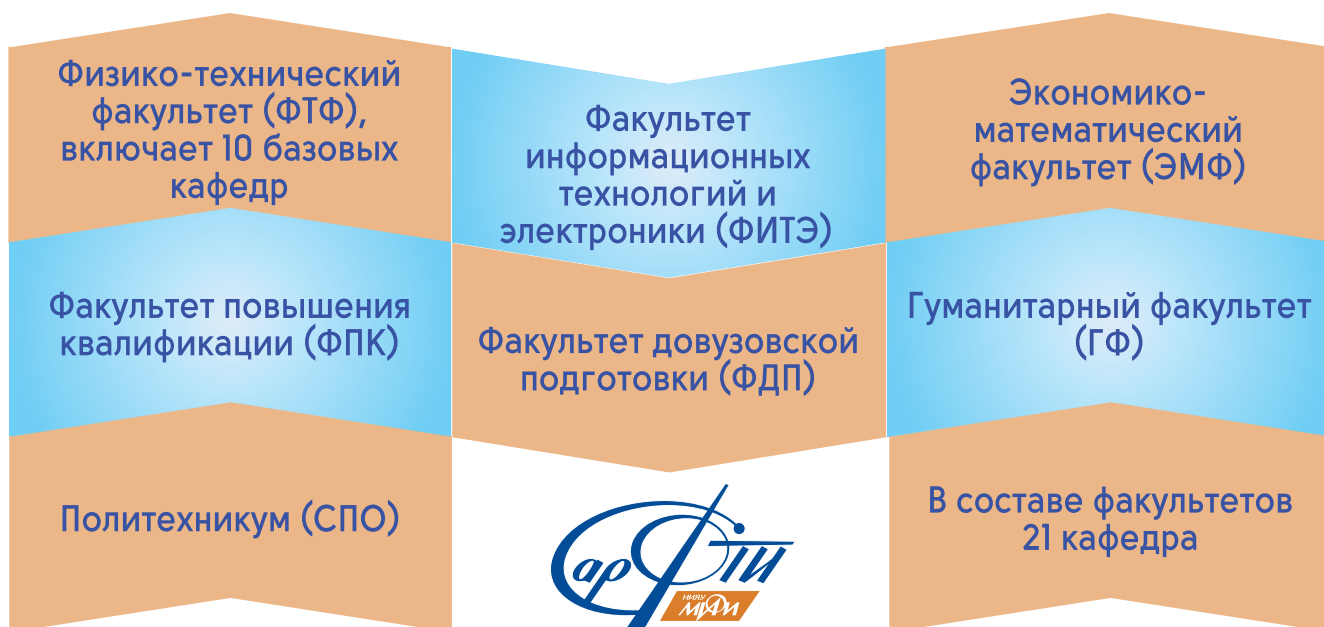 Физико-технический
факультет (ФТФ),
включает 10 базовых
кафедр
Факультет
информационных
технологий и
электроники (ФИТЭ)
Экономико-
математический
факультет (ЭМФ)
Факультет повышения
квалификации (ФПК)
Факультет довузовской
подготовки (ФДП)
Гуманитарный факультет
(ГФ)
Политехникум (СПО)
СарФТИ
НИЯУ
МИФИ
В составе факультетов
21 кафедра